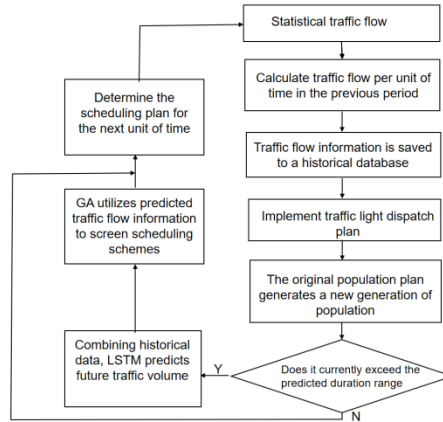 Statistical traffic flow
Calculate traffic flow per unit of
time in the previous period
Traffic flow information is saved
to a historical database
Implement traffic light dispatch
plan
The original population plan
generates a new generation of
population
Does it currently exceed the
predicted duration range
Y
N
Combining historical
data, LSTM predicts
future traffic volume
GA utilizes predicted
traffic flow information
to screen scheduling
schemes
Determine the
scheduling plan for
the next unit of time